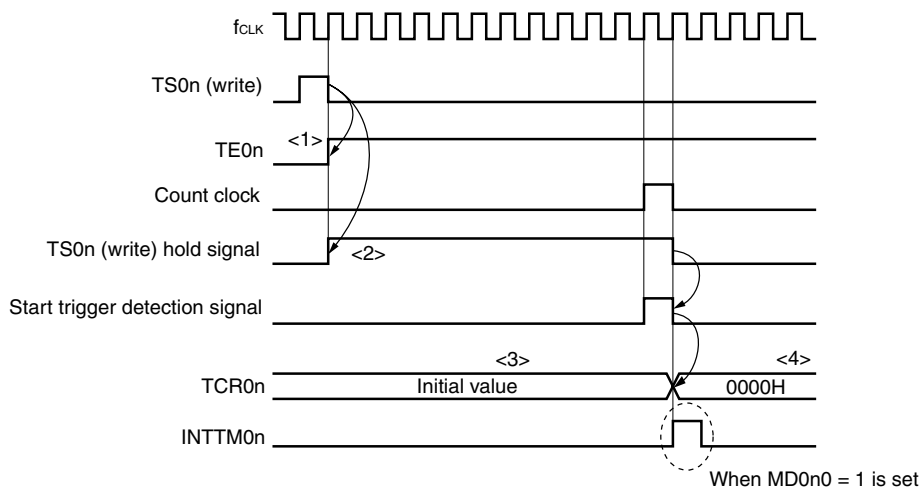 fCLK
TS0n (write)
<1>
TE0n
Count clock
TS0n (write) hold signal
<2>
Start trigger detection signal
<3>
<4>
TCR0n
Initial value
0000H
INTTM0n
When MD0n0 = 1 is set